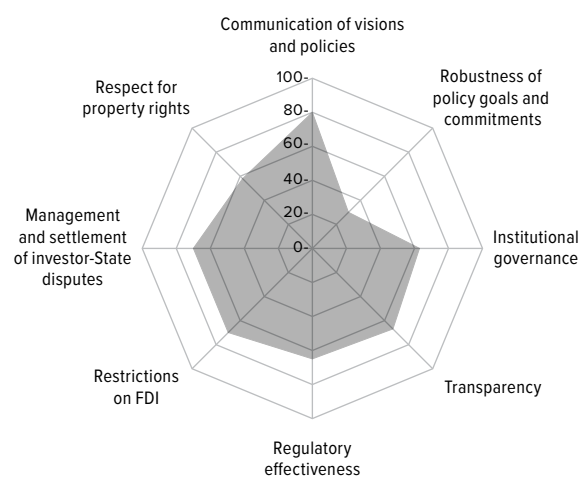 Communication of visions
and policies
Robustness of
policy goals and
commitments
Institutional
governance
Transparency
Regulatory
effectiveness
Restrictions
on FDI
Management
and settlement
of investor-State
disputes
Respect for
property rights
100-
80-
60-
40-
20-
0-